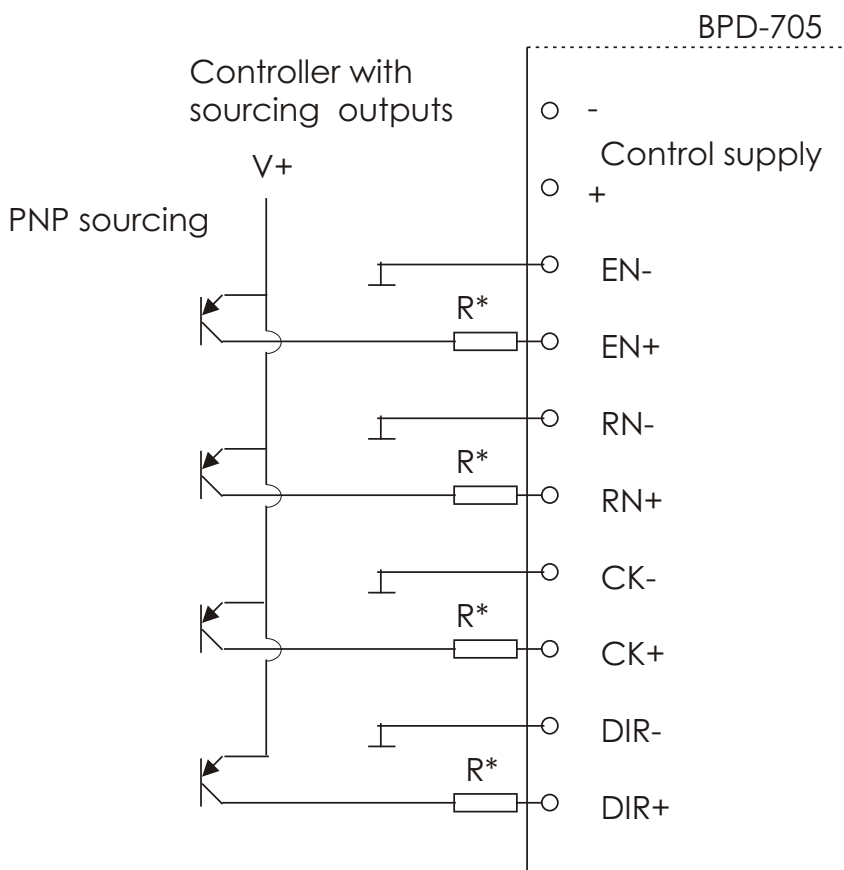 BPD-705
Controller with
sourcing outputs
-
Control supply
V+
+
PNP sourcing
EN-
R*
EN+
RN-
R*
RN+
CK-
R*
CK+
DIR-
R*
DIR+